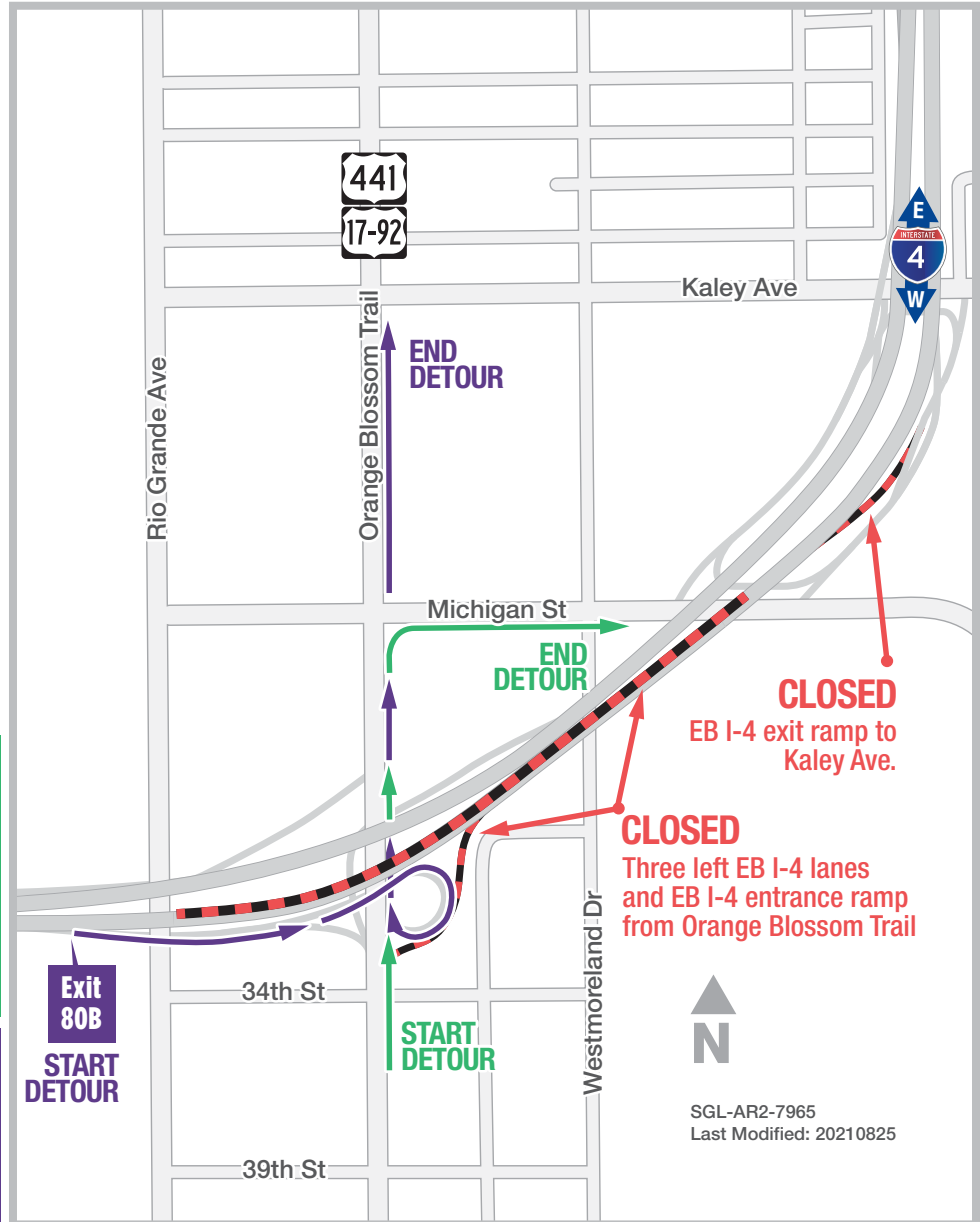 441
17-92
E
INTERSTATE
4
W
Kaley Ave
Orange Blossom Trail
END
DETOUR
Rio Grande Ave
Michigan St
END
DETOUR
CLOSED
EB I-4 exit ramp to
Kaley Ave.
CLOSED
Three left EB I-4 lanes
and EB I-4 entrance ramp
from Orange Blossom Trail
Westmoreland Dr
Exit
80B
START
DETOUR
34th St
START
DETOUR
N
SGL-AR2-7965
Last Modified: 20210825
39th St